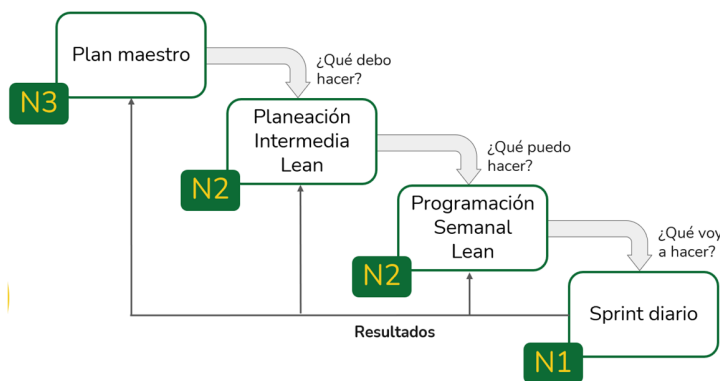 Plan maestro
N3
¿Qué debo
hacer?
Planeación
Intermedia
Lean
N2
¿Qué puedo
hacer?
Programación
Semanal
Lean
N2
¿Qué voy
a hacer?
Sprint diario
N1
Resultados